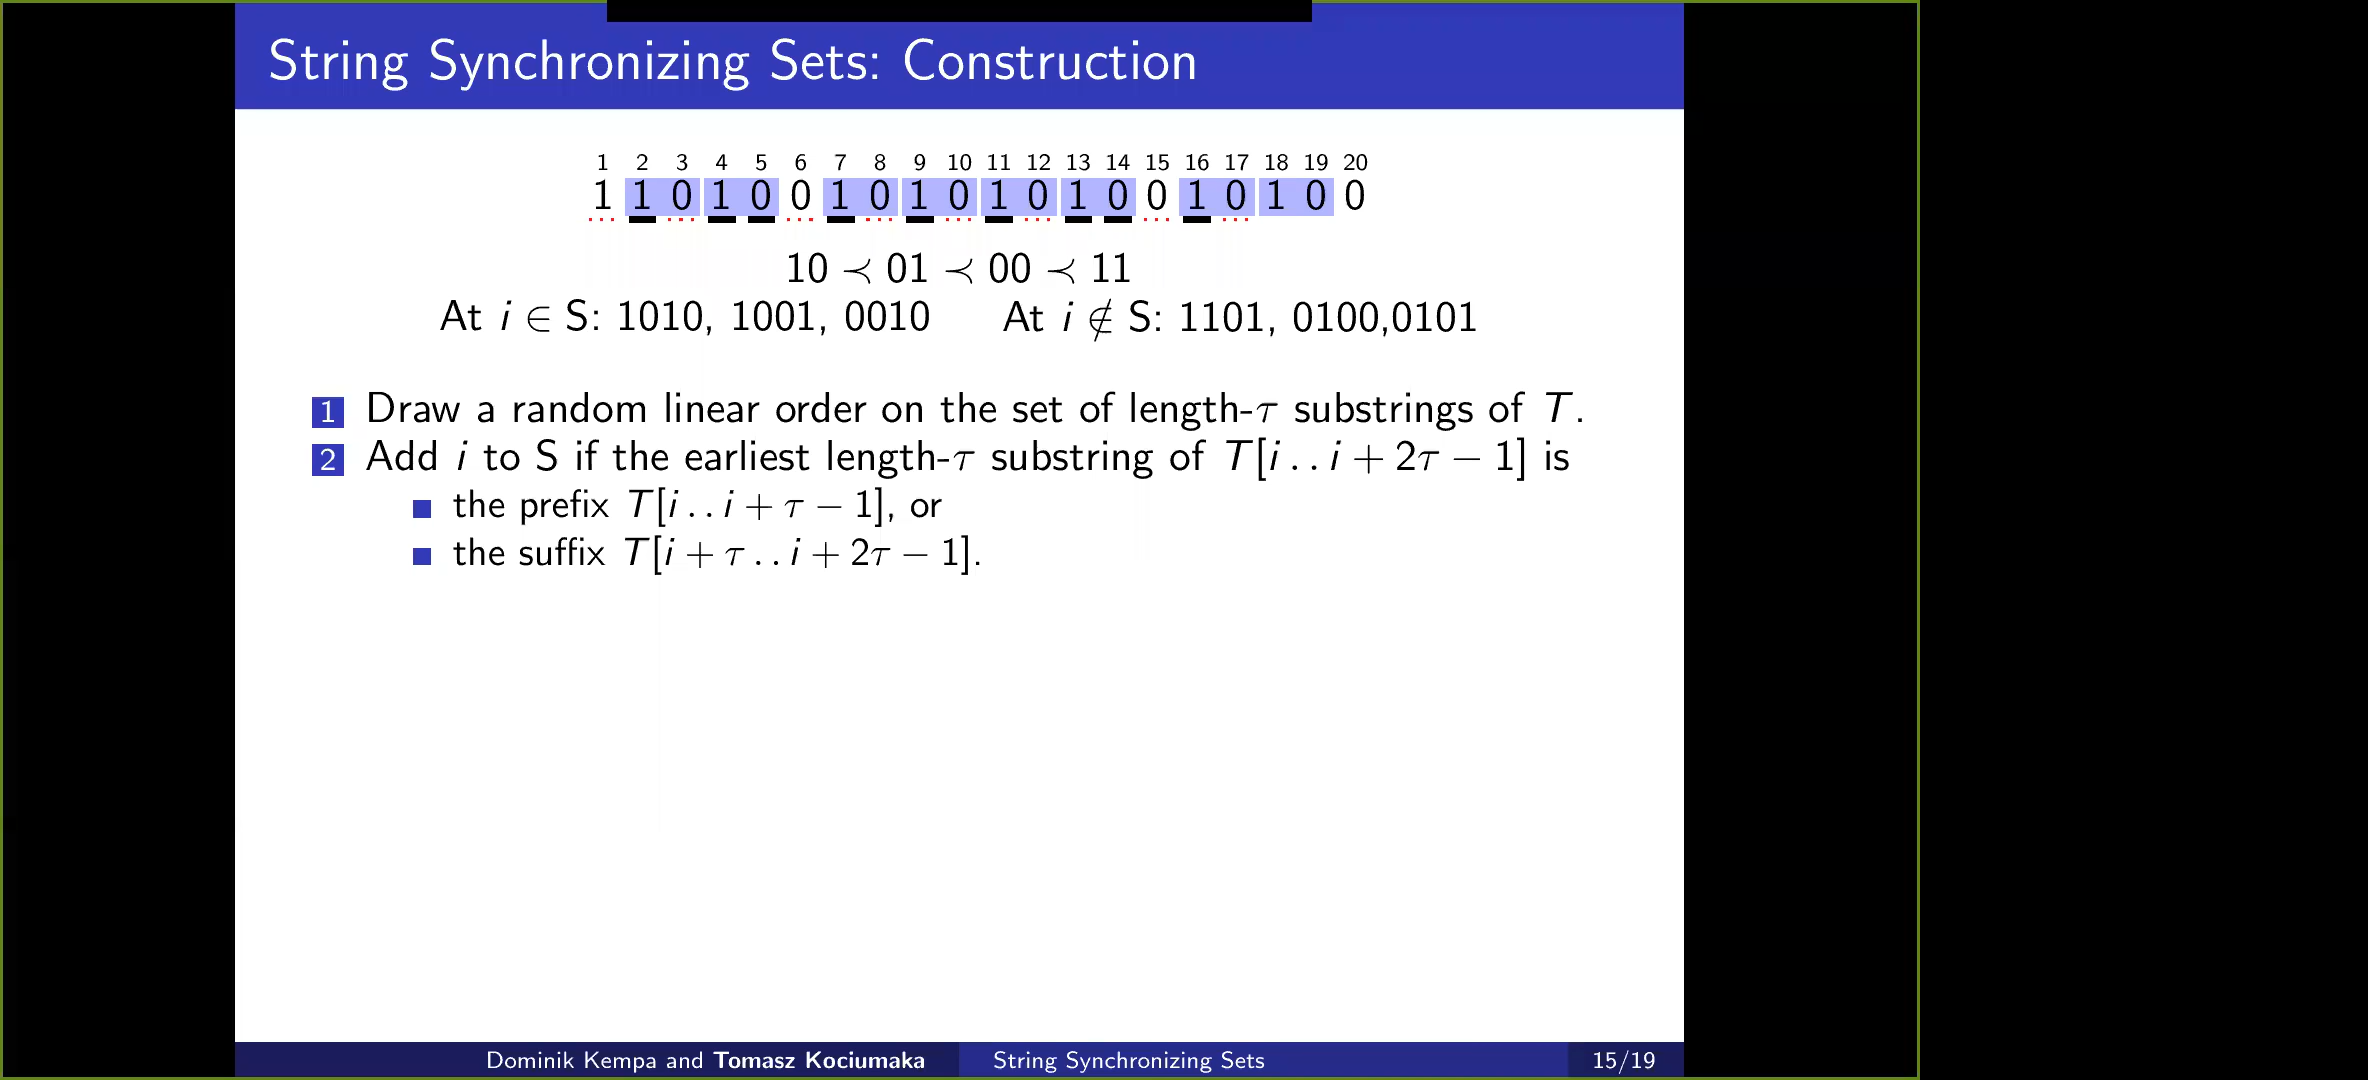 String Synchronizing Sets: Construction
1 2 3 4 5 6 7 8 9 10 11 12 13 14 15 16 17 18 19 20
1 1 0 1 0 0 1 0 1 0 1 0 1 0 0 1 0 1 0 0
10 ≺ 01 ≺ 00 ≺ 11
At i ∈ S: 1010, 1001, 0010 At i ∉ S: 1101, 0100,0101
1 Draw a random linear order on the set of length-τ substrings of T.
2 Add i to S if the earliest length-τ substring of T[i . . i + 2τ − 1] is
the prefix T[i . . i + τ − 1], or
the suffix T[i + τ . . i + 2τ − 1].
Dominik Kempa and Tomasz Kociumaka String Synchronizing Sets 15/19